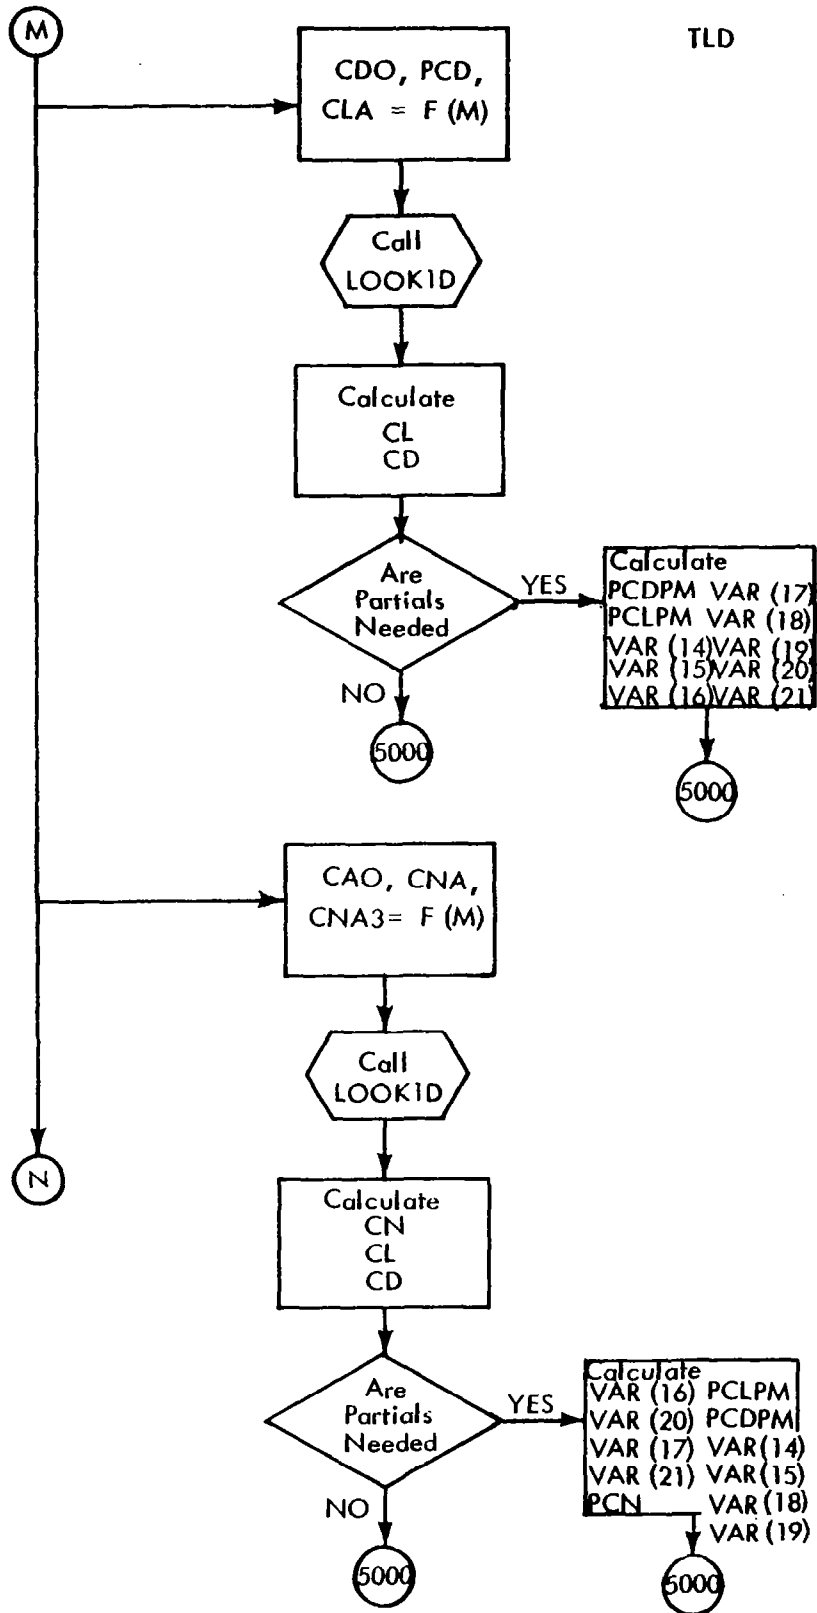 M
TLD
CDO, PCD,
CLA = F (M)
Call
LOOK1D
Calculate
CL
CD
Are
Partials
Needed
YES
NO
5000
Calculate
PCDPM VAR (17)
PCLPM VAR (18)
VAR (14) VAR (19)
VAR (15) VAR (20)
VAR (16) VAR (21)
5000
CAO, CNA,
CNA3 = F (M)
Call
LOOK1D
N
Calculate
CN
CL
CD
Are
Partials
Needed
YES
NO
5000
Calculate
VAR (16) PCLPM
VAR (20) PCDPM
VAR (17) VAR (14)
VAR (21) VAR (15)
PCN VAR (18)
VAR (19)
5000